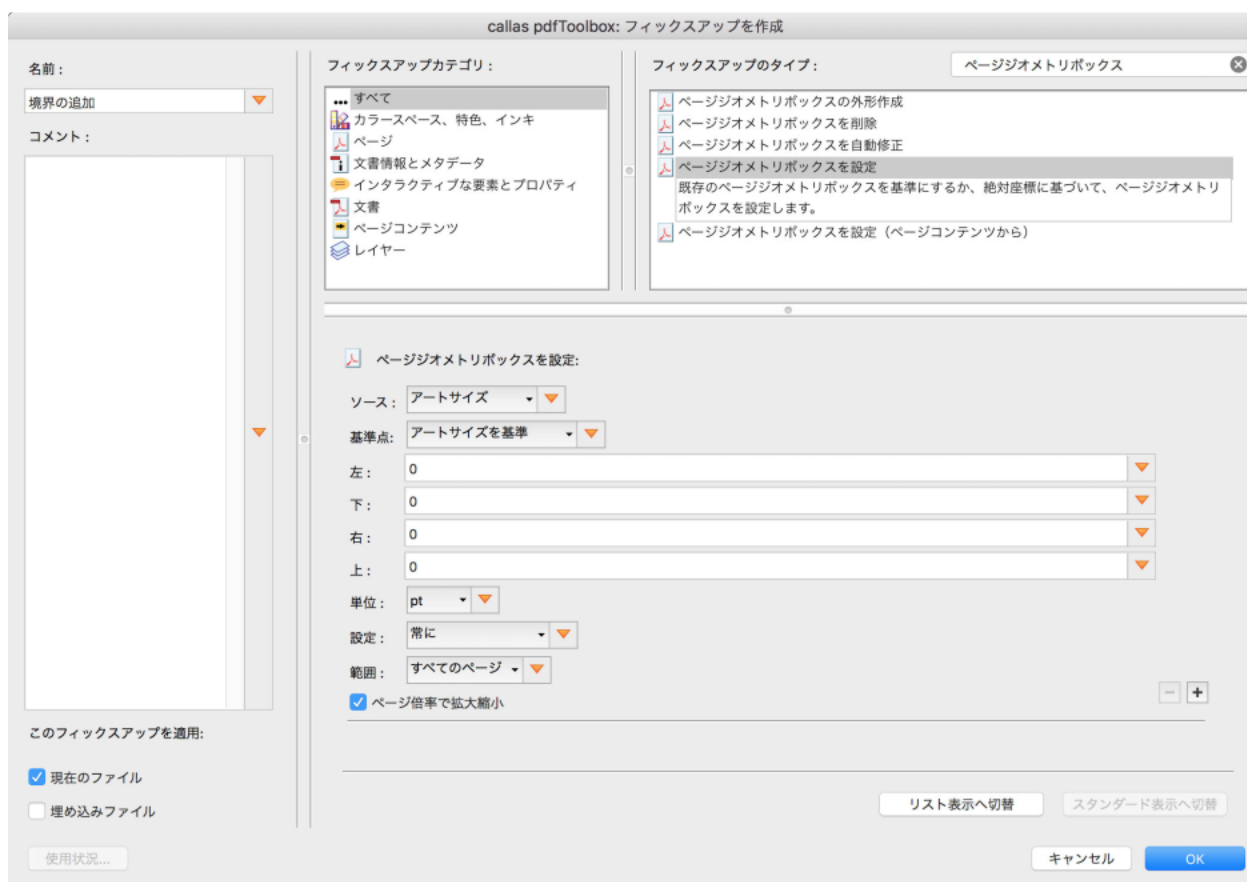 callas pdfToolbox: フィックスアップを作成
名前 :
境界の追加
コメント :
このフィックスアップを適用:
現在のファイル
埋め込みファイル
使用状況...
フィックスアップカテゴリ :
すべて
カラースペース、特色、インキ
ページ
文書情報とメタデータ
インタラクティブな要素とプロパティ
文書
ページコンテンツ
レイヤー
フィックスアップのタイプ :
ページジオメトリボックス
ページジオメトリボックスの外形作成
ページジオメトリボックスを削除
ページジオメトリボックスを自動修正
ページジオメトリボックスを設定
既存のページジオメトリボックスを基準にするか、絶対座標に基づいて、ページジオメトリ
ボックスを設定します。
ページジオメトリボックスを設定（ページコンテンツから）
ページジオメトリボックスを設定:
ソース : アートサイズ
基準点: アートサイズを基準
左 : 0
下 : 0
右 : 0
上 : 0
単位 : pt
設定 : 常に
範囲 : すべてのページ
ページ倍率で拡大縮小
リスト表示へ切替 スタンダード表示へ切替
キャンセル OK